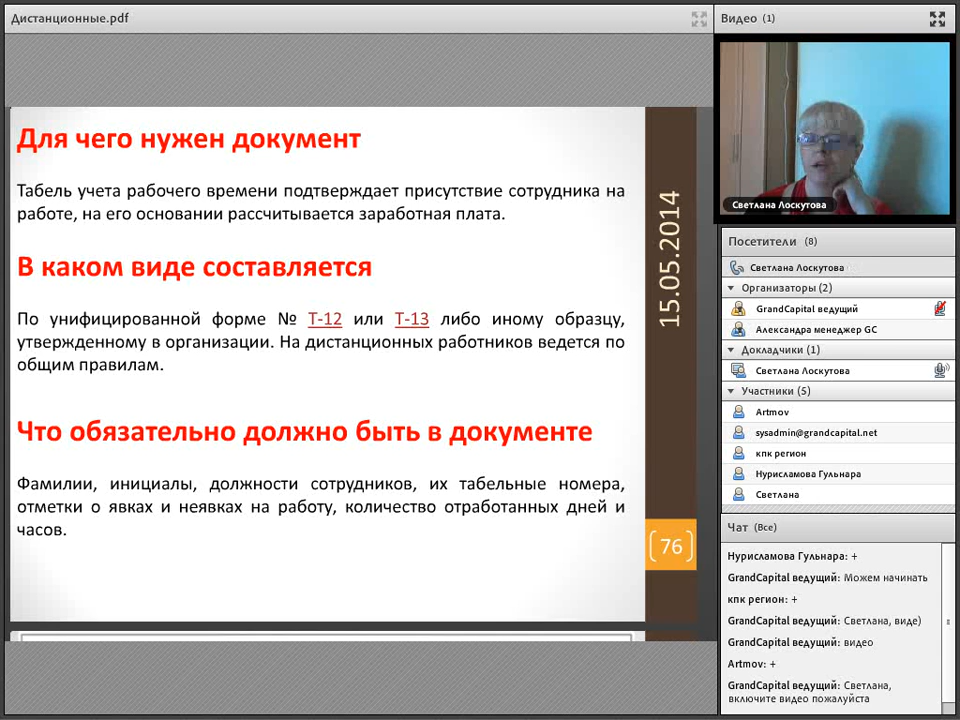 Дистанционные.pdf
Для чего нужен документ
Табель учета рабочего времени подтверждает присутствие сотрудника на
работе, на его основании рассчитывается заработная плата.
В каком виде составляется
По унифицированной форме № Т-12 или Т-13 либо иному образцу,
утвержденному в организации. На дистанционных работников ведется по
общим правилам.
Что обязательно должно быть в документе
Фамилии, инициалы, должности сотрудников, их табельные номера,
отметки о явках и неявках на работу, количество отработанных дней и
часов.
15.05.2014
76
Видео (1)
Светлана Лоскутова
Посетители (8)
Светлана Лоскутова
Организаторы (2)
GrandCapital ведущий
Александра менеджер GC
Докладчики (1)
Светлана Лоскутова
Участники (5)
Artmov
sysadmin@grandcapital.net
кпк регион
Нурисламова Гульнара
Светлана
Чат (Все)
Нурисламова Гульнара: +
GrandCapital ведущий: Можем начинать
кпк регион: +
GrandCapital ведущий: Светлана, виде)
GrandCapital ведущий: видео
Artmov: +
GrandCapital ведущий: Светлана,
включите видео пожалуйста